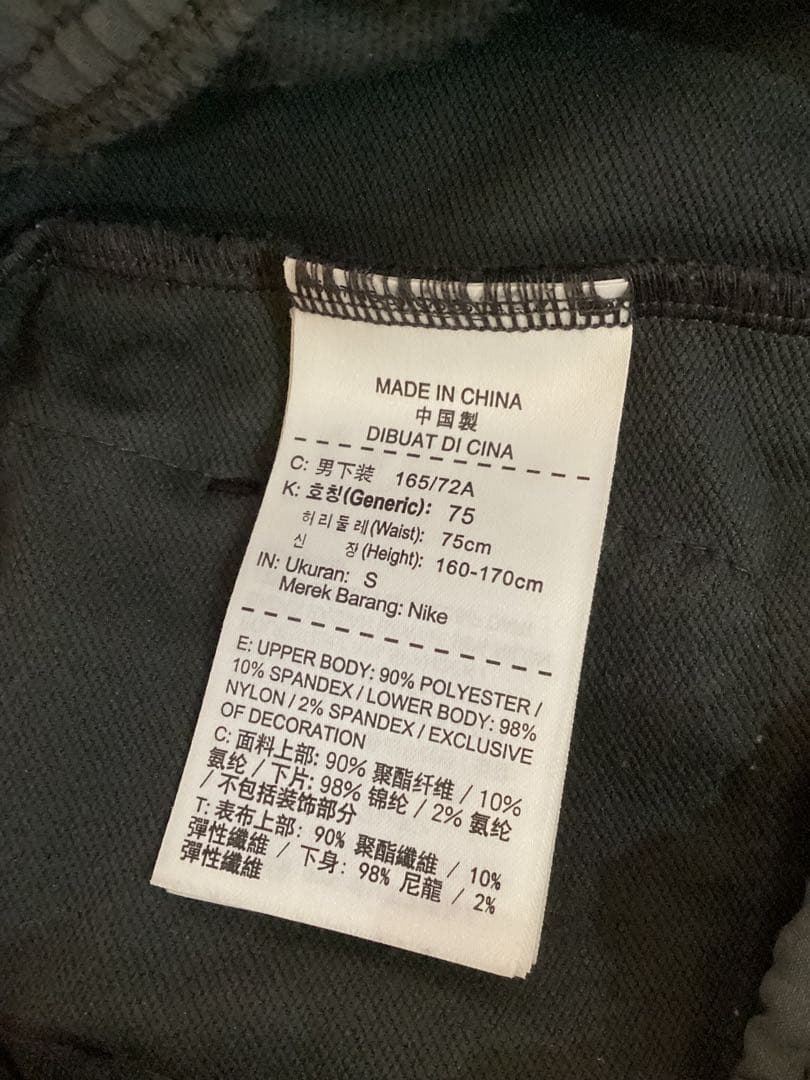 MADE IN CHINA
中国製
DIBUAT DI CINA
C: 男下装 165/72A
K: 호칭(Generic): 75
허리둘레(Waist): 75cm
신 장(Height): 160-170cm
IN: Ukuran: S
Merek Barang: Nike
E: UPPER BODY: 90% POLYESTER /
10% SPANDEX / LOWER BODY: 98%
NYLON / 2% SPANDEX / EXCLUSIVE
OF DECORATION
C: 面料上部: 90% 聚酯纤维 / 10%
氨纶 / 下片: 98% 锦纶 / 2% 氨纶
/ 不包括装饰部分
T: 表布上部: 90% 聚酯纖維 / 10%
彈性纖維 / 下身: 98% 尼龍 / 2%
彈性纖維